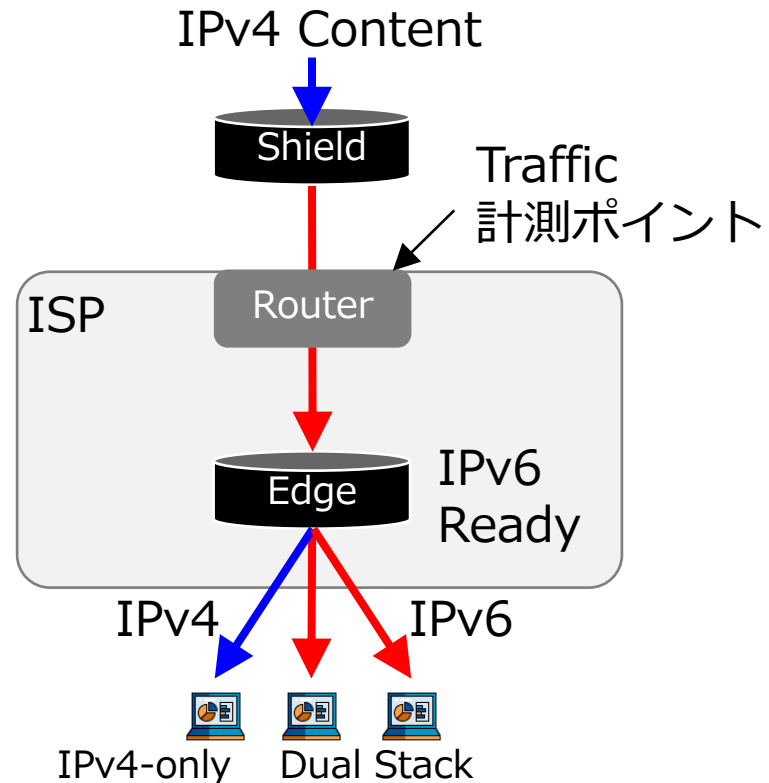 IPv4 Content
Shield
Traffic
計測ポイント
ISP
Router
Edge
IPv6
Ready
IPv4
IPv6
IPv4-only
Dual Stack